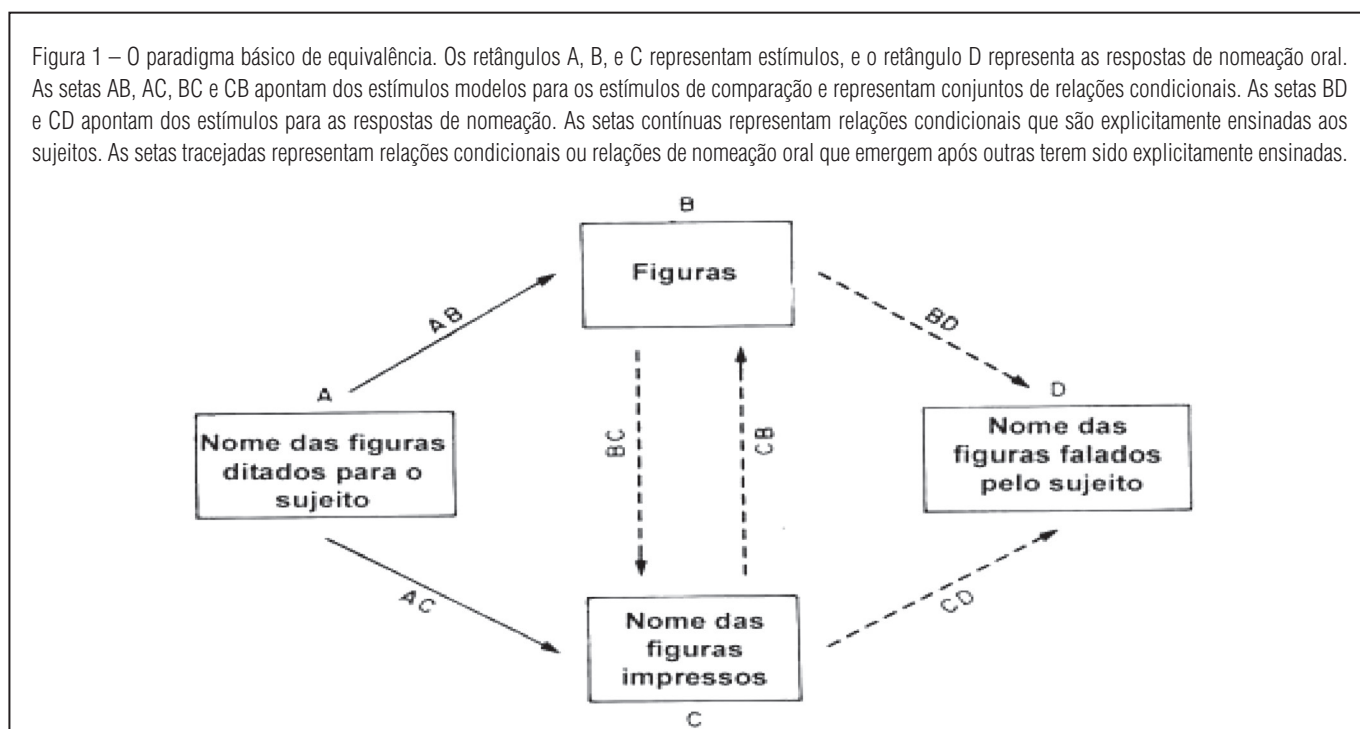 Figura 1 – O paradigma básico de equivalência. Os retângulos A, B, e C representam estímulos, e o retângulo D representa as respostas de nomeação oral.
As setas AB, AC, BC e CB apontam dos estímulos modelos para os estímulos de comparação e representam conjuntos de relações condicionais. As setas BD
e CD apontam dos estímulos para as respostas de nomeação. As setas contínuas representam relações condicionais que são explicitamente ensinadas aos
sujeitos. As setas tracejadas representam relações condicionais ou relações de nomeação oral que emergem após outras terem sido explicitamente ensinadas.
B
Figuras
AB
BD
A
Nome das figuras
ditados para o
sujeito
BC
CB
D
Nome das
figuras falados
pelo sujeito
AC
CD
Nome das
figuras
impressos
C